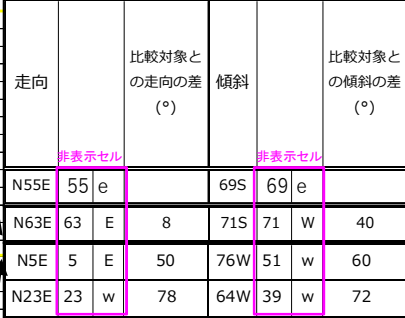 走向 比較対象と の走向の差 (°) 傾斜 比較対象と の傾斜の差 (°)
非表示セル 非表示セル
N55E 55 e 69S 69 e
N63E 63 E 8 71S 71 W 40
N5E 5 E 50 76W 51 w 60
N23E 23 w 78 64W 39 w 72